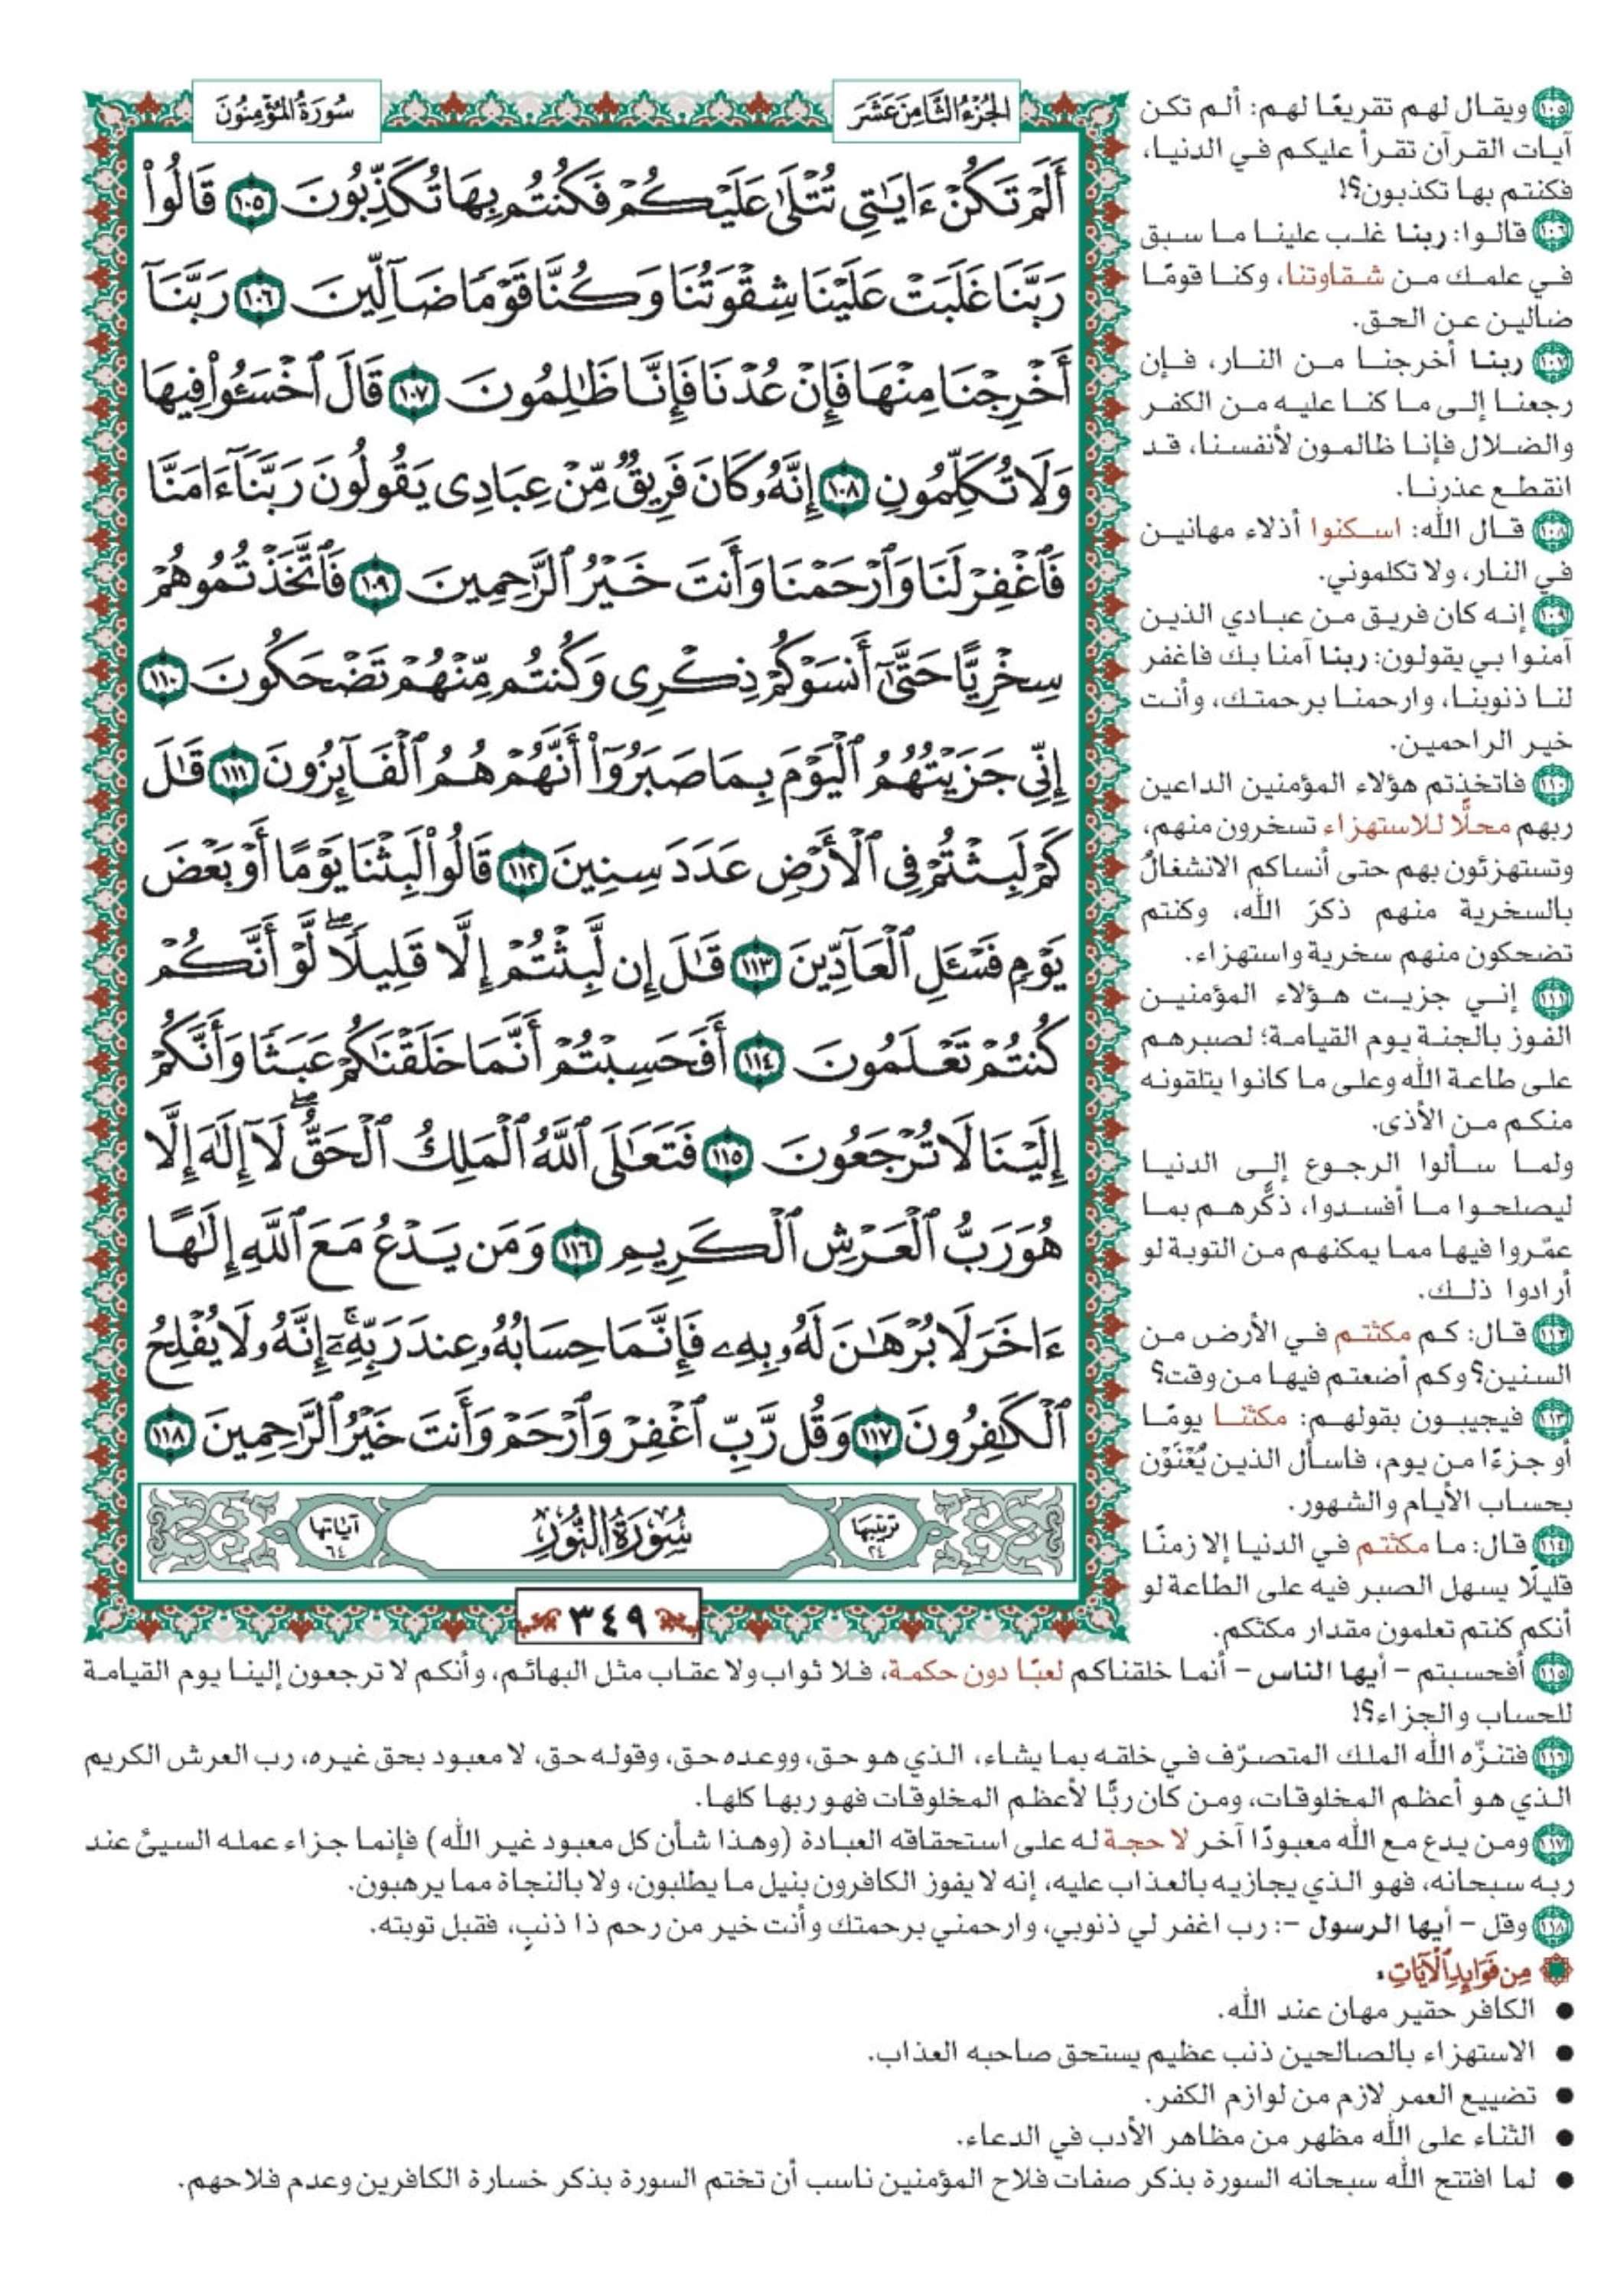 الجُزْءُ الثَّامِنَ عَشَرَ
سُورَةُ المُؤْمِنُونَ
أَلَمْ تَكُنْ ءَايَٰتِي تُتْلَىٰ عَلَيْكُمْ فَكُنتُم بِهَا تُكَذِّبُونَ ١٠٥ قَالُوا۟
رَبَّنَا غَلَبَتْ عَلَيْنَا شِقْوَتُنَا وَكُنَّا قَوْمًا ضَآلِّينَ ١٠٦ رَبَّنَآ
أَخْرِجْنَا مِنْهَا فَإِنْ عُدْنَا فَإِنَّا ظَٰلِمُونَ ١٠٧ قَالَ ٱخْسَـُٔوا۟ فِيهَا
وَلَا تُكَلِّمُونِ ١٠٨ إِنَّهُۥ كَانَ فَرِيقٌ مِّنْ عِبَادِى يَقُولُونَ رَبَّنَآ ءَامَنَّا
فَٱغْفِرْ لَنَا وَٱرْحَمْنَا وَأَنتَ خَيْرُ ٱلرَّٰحِمِينَ ١٠٩ فَٱتَّخَذْتُمُوهُمْ
سِخْرِيًّا حَتَّىٰٓ أَنسَوْكُمْ ذِكْرِى وَكُنتُم مِّنْهُمْ تَضْحَكُونَ ١١٠
إِنِّى جَزَيْتُهُمُ ٱلْيَوْمَ بِمَا صَبَرُوٓا۟ أَنَّهُمْ هُمُ ٱلْفَآئِزُونَ ١١١ قَٰلَ
كَمْ لَبِثْتُمْ فِى ٱلْأَرْضِ عَدَدَ سِنِينَ ١١٢ قَالُوا۟ لَبِثْنَا يَوْمًا أَوْ بَعْضَ
يَوْمٍ فَسْـَٔلِ ٱلْعَآدِّينَ ١١٣ قَٰلَ إِن لَّبِثْتُمْ إِلَّا قَلِيلًا ۖ لَّوْ أَنَّكُمْ
كُنتُمْ تَعْلَمُونَ ١١٤ أَفَحَسِبْتُمْ أَنَّمَا خَلَقْنَٰكُمْ عَبَثًا وَأَنَّكُمْ
إِلَيْنَا لَا تُرْجَعُونَ ١١٥ فَتَعَٰلَى ٱللَّهُ ٱلْمَلِكُ ٱلْحَقُّ ۖ لَآ إِلَٰهَ إِلَّا
هُوَ رَبُّ ٱلْعَرْشِ ٱلْكَرِيمِ ١١٦ وَمَن يَدْعُ مَعَ ٱللَّهِ إِلَٰهًا
ءَاخَرَ لَا بُرْهَٰنَ لَهُۥ بِهِۦ فَإِنَّمَا حِسَابُهُۥ عِندَ رَبِّهِۦٓ ۚ إِنَّهُۥ لَا يُفْلِحُ
ٱلْكَٰفِرُونَ ١١٧ وَقُل رَّبِّ ٱغْفِرْ وَٱرْحَمْ وَأَنتَ خَيْرُ ٱلرَّٰحِمِينَ ١١٨
ترتيبها ٢٤
سُورَةُ النُّورِ
آياتها ٦٤
٣٤٩
١٠٥ ويقال لهم تقريعًا لهم: ألم تكن
آيات القرآن تقرأ عليكم في الدنيا،
فكنتم بها تكذبون؟!
١٠٦ قالوا: ربنا غلب علينا ما سبق
في علمك من شقاوتنا، وكنا قومًا
ضالين عن الحق.
١٠٧ ربنا أخرجنا من النار، فإن
رجعنا إلى ما كنا عليه من الكفر
والضلال فإنا ظالمون لأنفسنا، قد
انقطع عذرنا.
١٠٨ قال الله: اسكنوا أذلاء مهانين
في النار، ولا تكلموني.
١٠٩ إنه كان فريق من عبادي الذين
آمنوا بي يقولون: ربنا آمنا بك فاغفر
لنا ذنوبنا، وارحمنا برحمتك، وأنت
خير الراحمين.
١١٠ فاتخذتم هؤلاء المؤمنين الداعين
ربهم محلًّا للاستهزاء تسخرون منهم،
وتستهزئون بهم حتى أنساكم الانشغالُ
بالسخرية منهم ذكرَ الله، وكنتم
تضحكون منهم سخرية واستهزاء.
١١١ إني جزيت هؤلاء المؤمنين
الفوز بالجنة يوم القيامة؛ لصبرهم
على طاعة الله وعلى ما كانوا يتلقونه
منكم من الأذى.
ولما سألوا الرجوع إلى الدنيا
ليصلحوا ما أفسدوا، ذكَّرهم بما
عمّروا فيها مما يمكنهم من التوبة لو
أرادوا ذلك.
١١٢ قال: كم مكثتم في الأرض من
السنين؟ وكم أضعتم فيها من وقت؟
١١٣ فيجيبون بقولهم: مكثنا يومًا
أو جزءًا من يوم، فاسأل الذين يُعْنَوْن
بحساب الأيام والشهور.
١١٤ قال: ما مكثتم في الدنيا إلا زمنًا
قليلًا يسهل الصبر فيه على الطاعة لو
أنكم كنتم تعلمون مقدار مكثكم.
١١٥ أفحسبتم – أيها الناس – أنما خلقناكم لعبًا دون حكمة، فلا ثواب ولا عقاب مثل البهائم، وأنكم لا ترجعون إلينا يوم القيامة
للحساب والجزاء؟!
١١٦ فتنزّه الله الملك المتصرّف في خلقه بما يشاء، الذي هو حق، ووعده حق، وقوله حق، لا معبود بحق غيره، رب العرش الكريم
الذي هو أعظم المخلوقات، ومن كان ربًّا لأعظم المخلوقات فهو ربها كلها.
١١٧ ومن يدع مع الله معبودًا آخر لا حجة له على استحقاقه العبادة (وهذا شأن كل معبود غير الله) فإنما جزاء عمله السيئ عند
ربه سبحانه، فهو الذي يجازيه بالعذاب عليه، إنه لا يفوز الكافرون بنيل ما يطلبون، ولا بالنجاة مما يرهبون.
١١٨ وقل – أيها الرسول –: رب اغفر لي ذنوبي، وارحمني برحمتك وأنت خير من رحم ذا ذنبٍ، فقبل توبته.
مِن فَوَابِدِ الْآيَاتِ:
• الكافر حقير مهان عند الله.
• الاستهزاء بالصالحين ذنب عظيم يستحق صاحبه العذاب.
• تضييع العمر لازم من لوازم الكفر.
• الثناء على الله مظهر من مظاهر الأدب في الدعاء.
• لما افتتح الله سبحانه السورة بذكر صفات فلاح المؤمنين ناسب أن تختم السورة بذكر خسارة الكافرين وعدم فلاحهم.